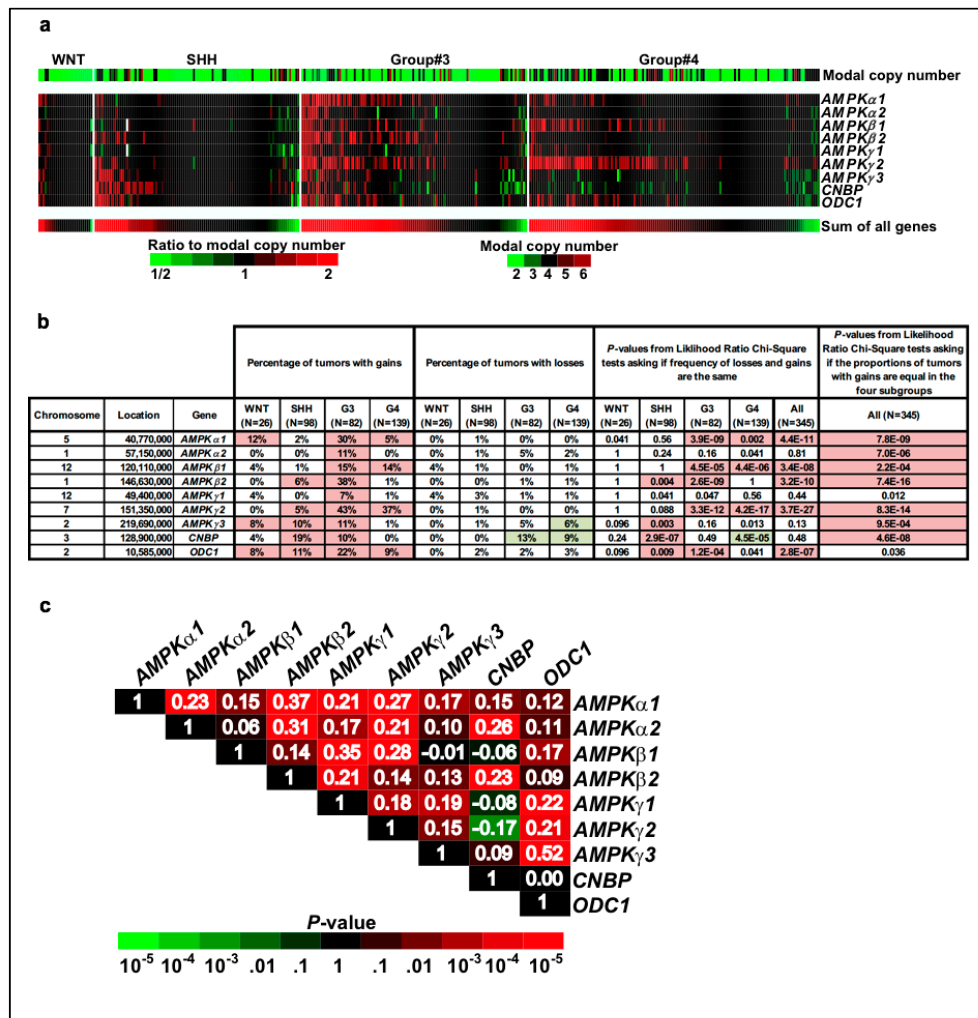 a
WNT SHH Group#3 Group#4
Modal copy number
AMPKα1
AMPKα2
AMPKβ1
AMPKβ2
AMPKγ1
AMPKγ2
AMPKγ3
CNBP
ODC1
Sum of all genes
Ratio to modal copy number
1/2 1 2
Modal copy number
2 3 4 5 6
b
Percentage of tumors with gains
Percentage of tumors with losses
P-values from Liklihood Ratio Chi-Square tests asking if frequency of losses and gains are the same
P-values from Likelihood Ratio Chi-Square tests asking if the proportions of tumors with gains are equal in the four subgroups
Chromosome Location Gene WNT (N=26) SHH (N=98) G3 (N=82) G4 (N=139) WNT (N=26) SHH (N=98) G3 (N=82) G4 (N=139) WNT (N=26) SHH (N=98) G3 (N=82) G4 (N=139) All (N=345) All (N=345)
5 40,770,000 AMPKα1 12% 2% 30% 5% 0% 1% 0% 0% 0.041 0.56 3.9E-09 0.002 4.4E-11 7.8E-09
1 57,150,000 AMPKα2 0% 0% 11% 0% 0% 1% 5% 2% 1 0.24 0.16 0.041 0.81 7.0E-06
12 120,110,000 AMPKβ1 4% 1% 15% 14% 4% 1% 0% 1% 1 1 4.5E-05 4.4E-06 3.4E-08 2.2E-04
1 146,630,000 AMPKβ2 0% 6% 38% 1% 0% 0% 1% 1% 1 0.004 2.6E-09 1 3.2E-10 7.4E-16
12 49,400,000 AMPKγ1 4% 0% 7% 1% 4% 3% 1% 1% 1 0.041 0.047 0.56 0.44 0.012
7 151,350,000 AMPKγ2 0% 5% 43% 37% 0% 1% 0% 0% 1 0.088 3.3E-12 4.2E-17 3.7E-27 8.3E-14
2 219,690,000 AMPKγ3 8% 10% 11% 1% 0% 1% 5% 6% 0.096 0.003 0.16 0.013 0.13 9.5E-04
3 128,900,000 CNBP 4% 19% 10% 0% 0% 0% 13% 9% 0.24 2.9E-07 0.49 4.5E-05 0.48 4.6E-08
2 10,585,000 ODC1 8% 11% 22% 9% 0% 2% 2% 3% 0.096 0.009 1.2E-04 0.041 2.8E-07 0.036
c
AMPKα1 AMPKα2 AMPKβ1 AMPKβ2 AMPKγ1 AMPKγ2 AMPKγ3 CNBP ODC1
1 0.23 0.15 0.37 0.21 0.27 0.17 0.15 0.12 AMPKα1
1 0.06 0.31 0.17 0.21 0.10 0.26 0.11 AMPKα2
1 0.14 0.35 0.28 -0.01 -0.06 0.17 AMPKβ1
1 0.21 0.14 0.13 0.23 0.09 AMPKβ2
1 0.18 0.19 -0.08 0.22 AMPKγ1
1 0.15 -0.17 0.21 AMPKγ2
1 0.09 0.52 AMPKγ3
1 0.00 CNBP
1 ODC1
P-value
10⁻⁵ 10⁻⁴ 10⁻³ .01 .1 1 .1 .01 10⁻³ 10⁻⁴ 10⁻⁵